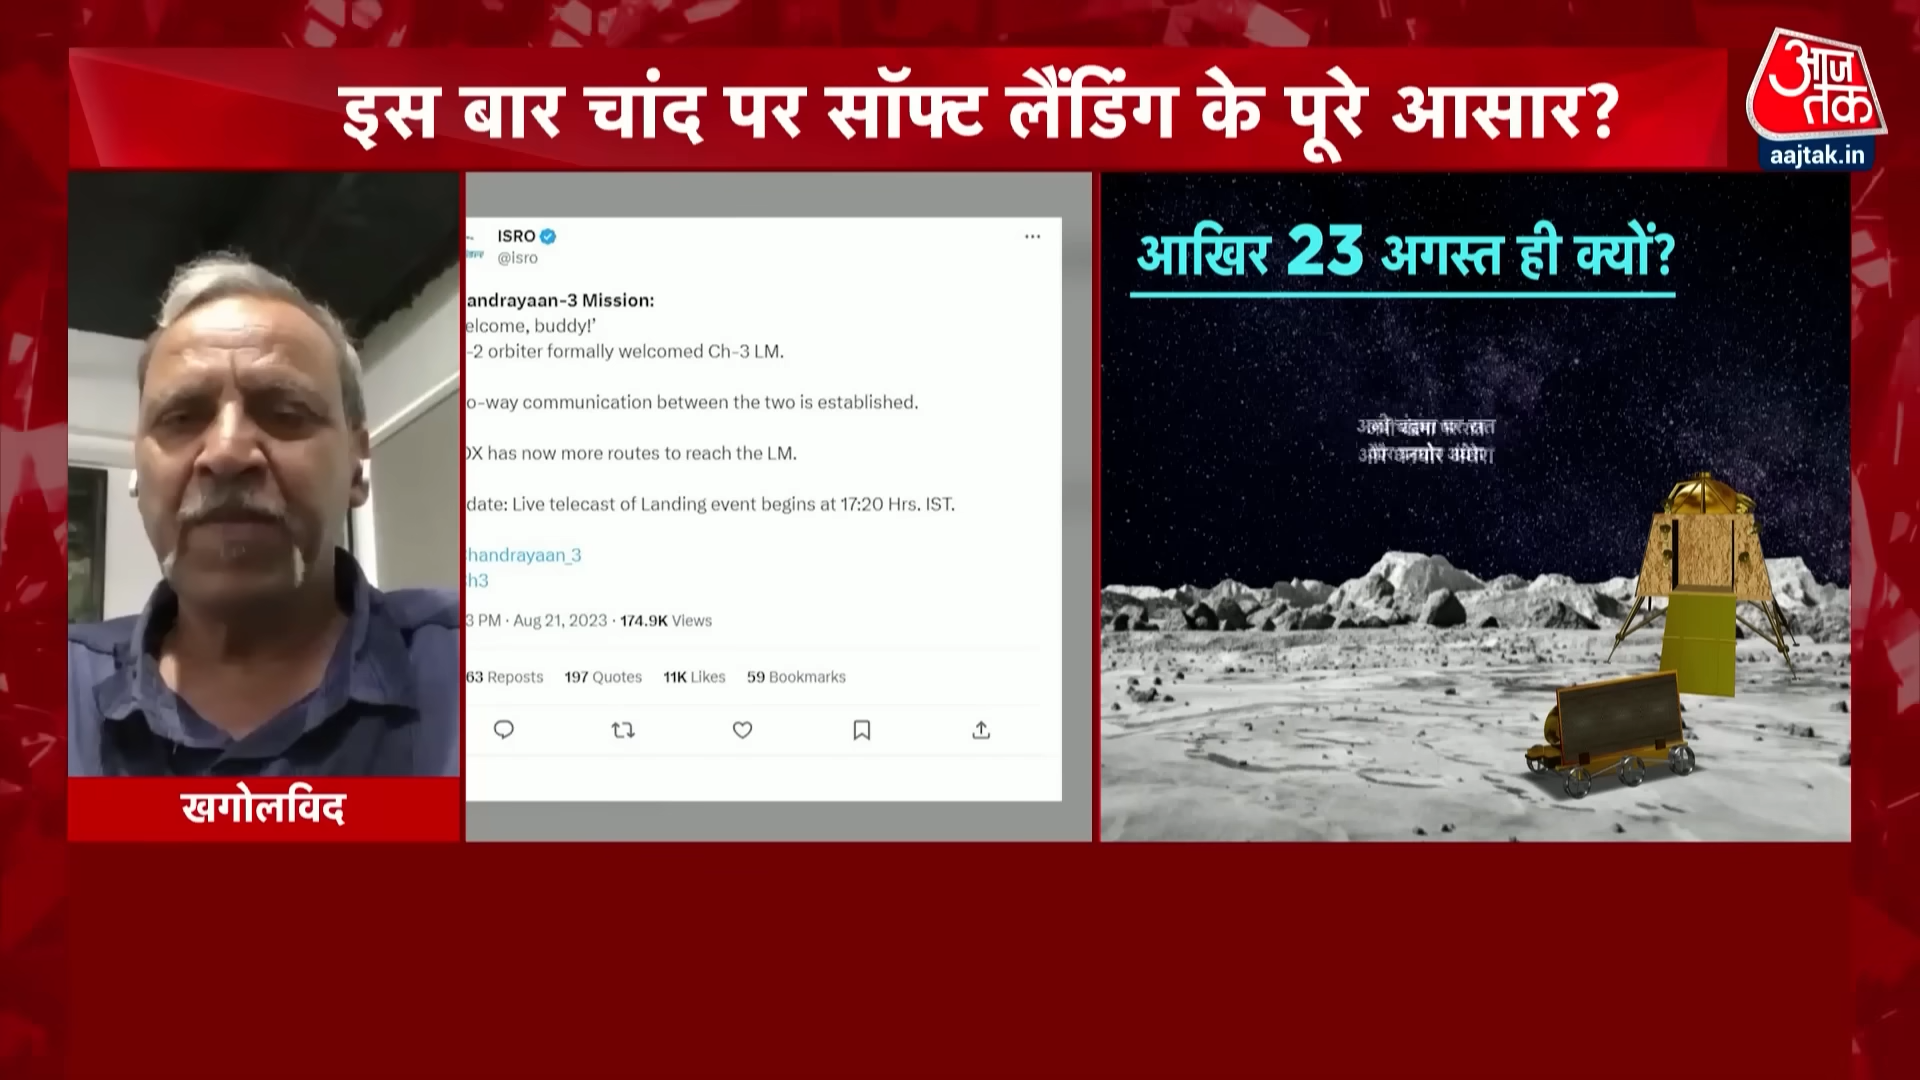 इस बार चांद पर सॉफ्ट लैंडिंग के पूरे आसार?
आज
तक
aajtak.in
खगोलविद
ISRO
@isro
andrayaan-3 Mission:
elcome, buddy!’
-2 orbiter formally welcomed Ch-3 LM.
o-way communication between the two is established.
OX has now more routes to reach the LM.
date: Live telecast of Landing event begins at 17:20 Hrs. IST.
handrayaan_3
h3
3 PM · Aug 21, 2023 · 174.9K Views
63 Reposts 197 Quotes 11K Likes 59 Bookmarks
आखिर 23 अगस्त ही क्यों?